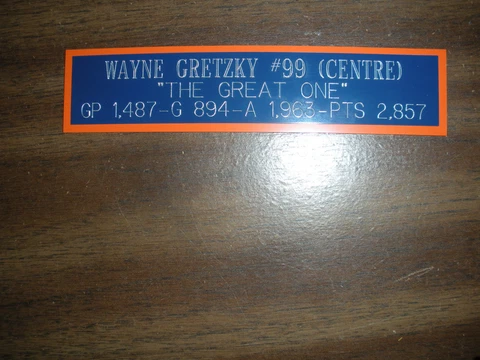 WAYNE GRETZKY #99 (CENTRE)
"THE GREAT ONE"
GP 1,487-G 894-A 1,963-PTS 2,857